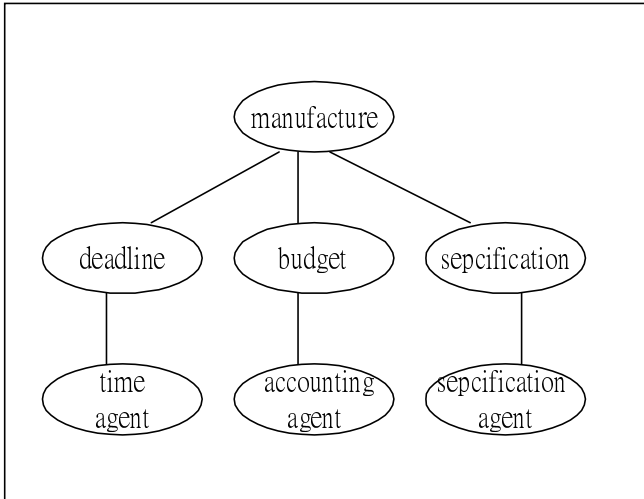 manufacture
deadline
budget
sepcification
time
agent
accounting
agent
sepcification
agent